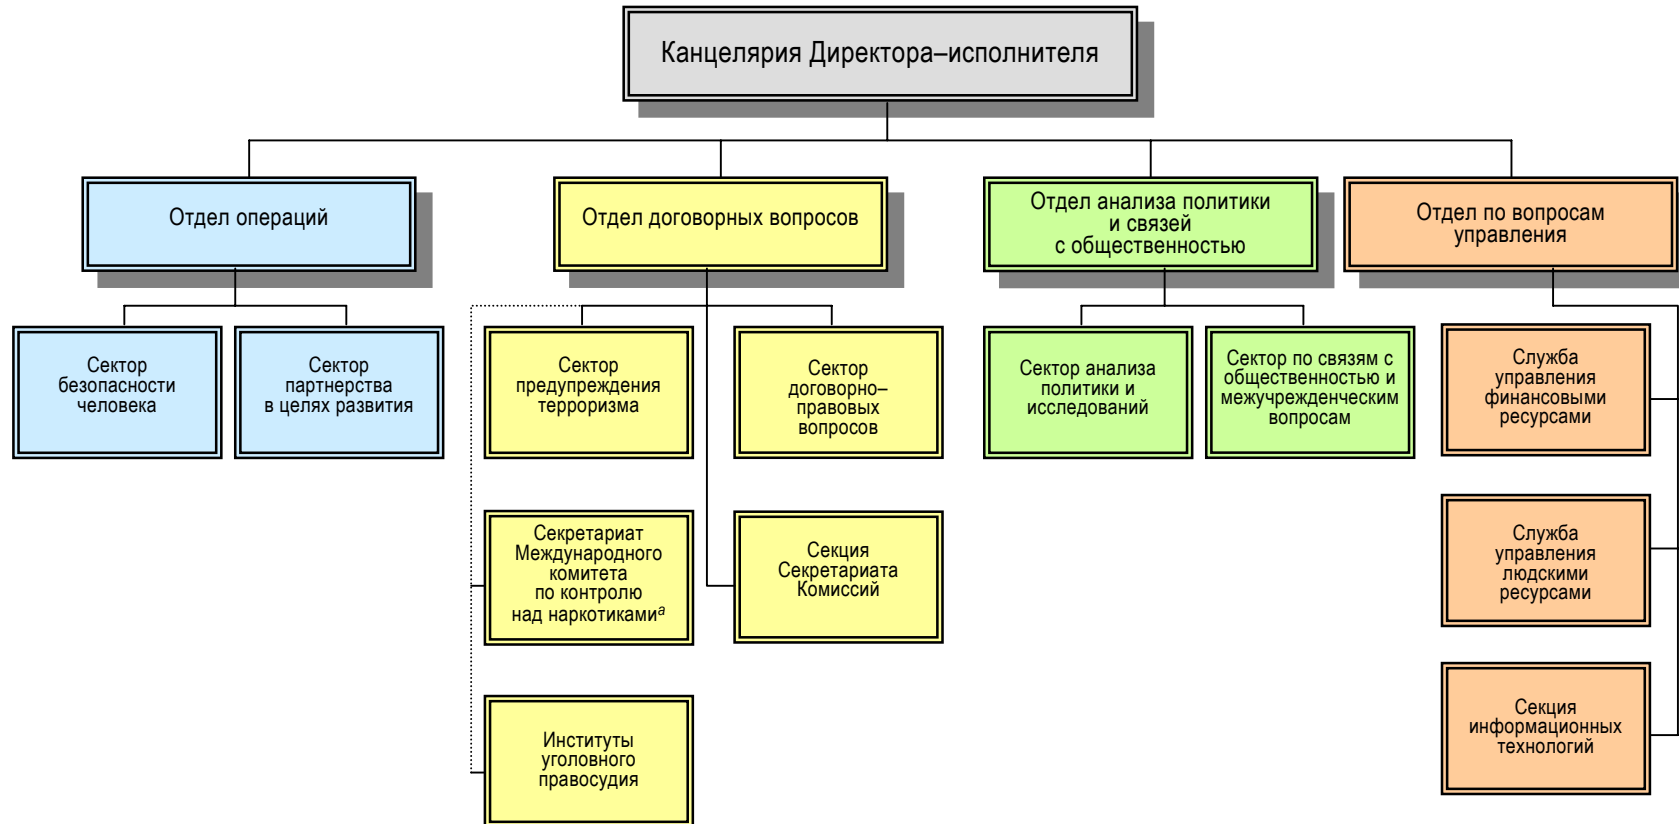 Канцелярия Директора–исполнителя
Отдел операций
Отдел договорных вопросов
Отдел анализа политики
и связей
с общественностью
Отдел по вопросам
управления
Сектор
безопасности
человека
Сектор
партнерства
в целях развития
Сектор
предупреждения
терроризма
Сектор
договорно–
правовых
вопросов
Сектор анализа
политики и
исследований
Сектор по связям с
общественностью и
межучрежденческим
вопросам
Служба
управления
финансовыми
ресурсами
Секретариат
Международного
комитета
по контролю
над наркотикамиᵃ
Секция
Секретариата
Комиссий
Служба
управления
людскими
ресурсами
Институты
уголовного
правосудия
Секция
информационных
технологий